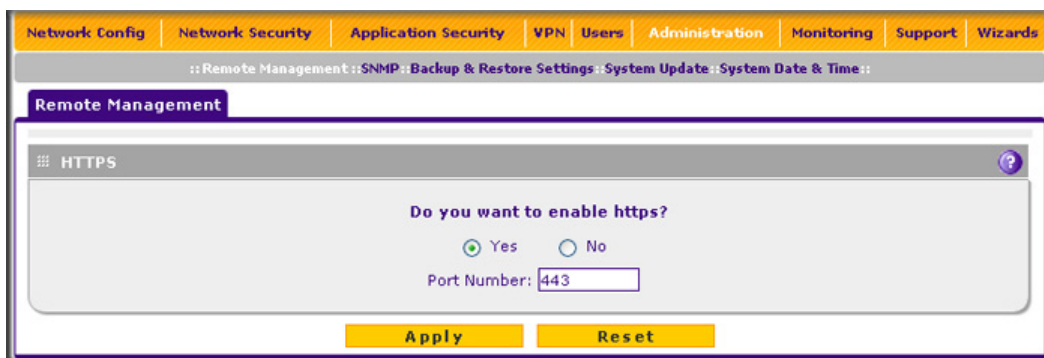 Network Config Network Security Application Security VPN Users Administration Monitoring Support Wizards
:: Remote Management :: SNMP :: Backup & Restore Settings :: System Update :: System Date & Time ::
Remote Management
HTTPS ?
Do you want to enable https?
Yes No
Port Number: 443
Apply Reset